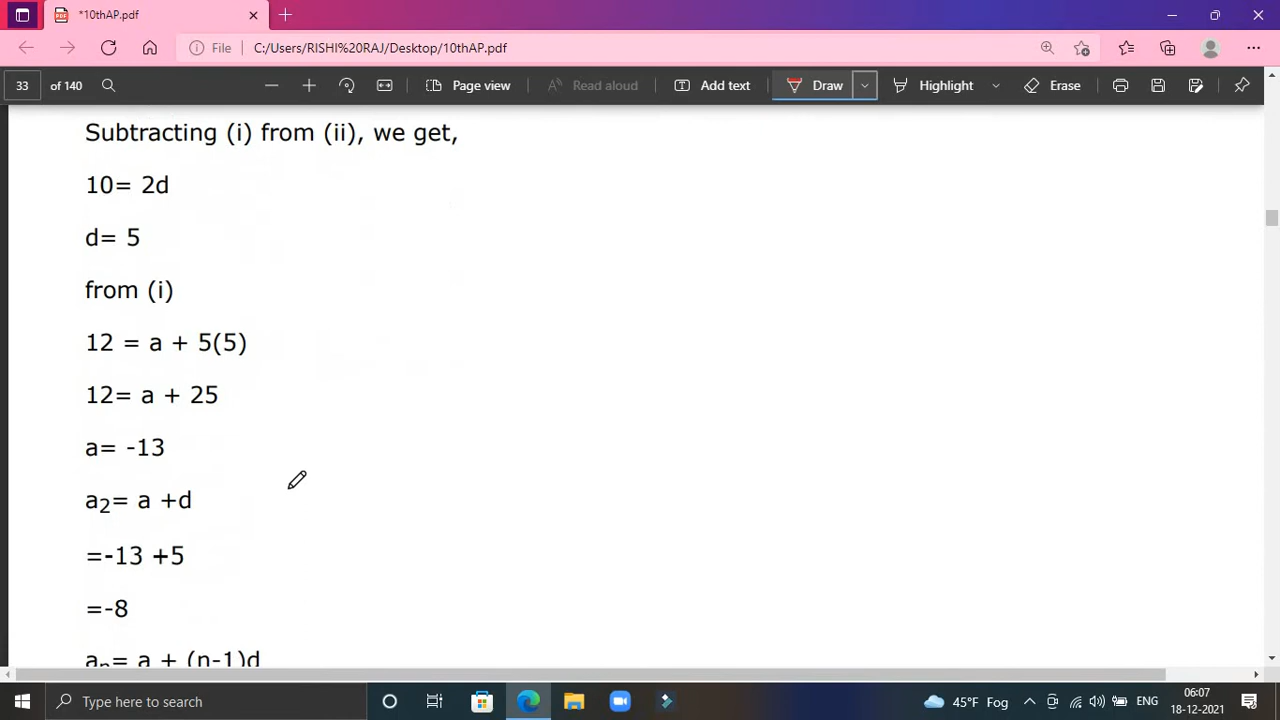 *10thAP.pdf
File C:/Users/RISHI%20RAJ/Desktop/10thAP.pdf
33 of 140 Page view Read aloud Add text Draw Highlight Erase
Subtracting (i) from (ii), we get,
10= 2d
d= 5
from (i)
12 = a + 5(5)
12= a + 25
a= -13
a₂= a +d
=-13 +5
=-8
aₙ= a + (n-1)d
Type here to search 45°F Fog ENG 06:07
18-12-2021